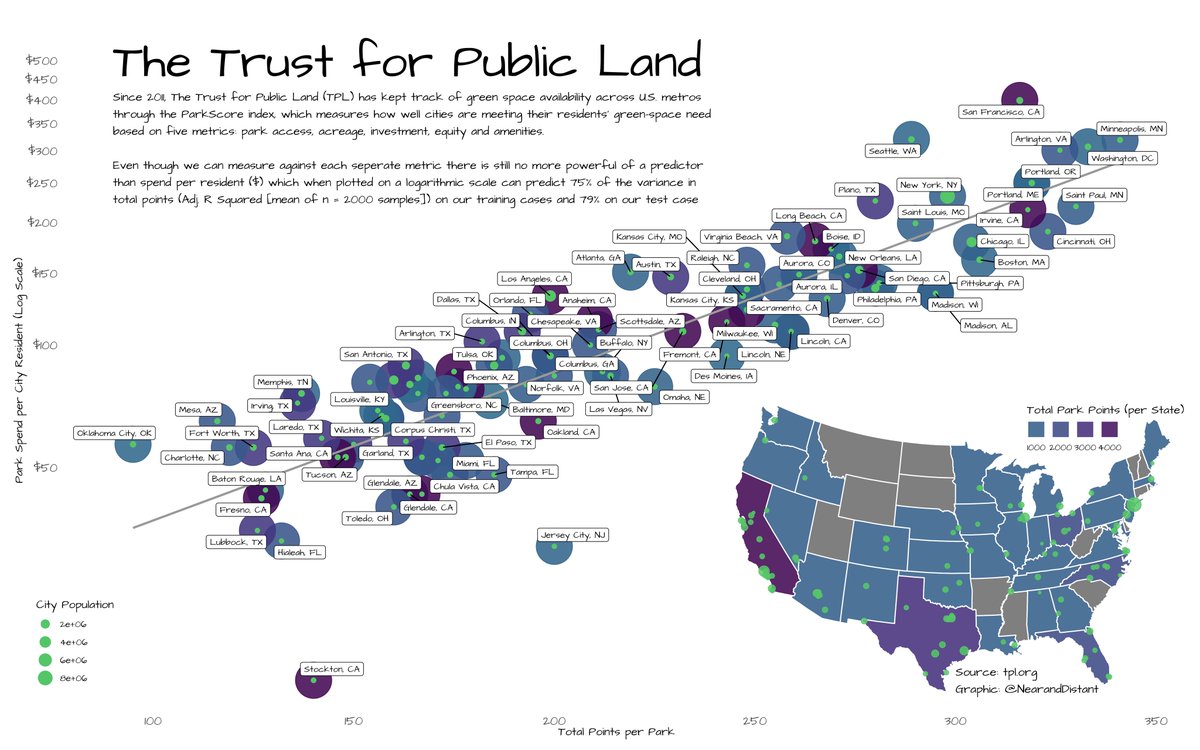 The Trust for Public Land
Since 2011, The Trust for Public Land (TPL) has kept track of green space availability across U.S. metros
through the ParkScore index, which measures how well cities are meeting their residents' green-space need
based on five metrics: park access, acreage, investment, equity and amenities.
Even though we can measure against each seperate metric there is still no more powerful of a predictor
than spend per resident ($) which when plotted on a logarithmic scale can predict 75% of the variance in
total points (Adj. R Squared [mean of n = 2000 samples]) on our training cases and 79% on our test case
Park Spend per City Resident (Log Scale)
$500
$450
$400
$350
$300
$250
$200
$150
$100
$50
San Francisco, CA
Minneapolis, MN
Arlington, VA
Seattle, WA
Washington, DC
Portland, OR
Plano, TX
New York, NY
Portland, ME
Saint Paul, MN
Long Beach, CA
Saint Louis, MO
Irvine, CA
Kansas City, MO
Virginia Beach, VA
Boise, ID
Chicago, IL
Cincinnati, OH
Atlanta, GA
Austin, TX
Raleigh, NC
Aurora, CO
New Orleans, LA
Boston, MA
Los Angeles, CA
Cleveland, OH
San Diego, CA
Pittsburgh, PA
Aurora, IL
Dallas, TX
Orlando, FL
Anaheim, CA
Kansas City, KS
Philadelphia, PA
Madison, WI
Sacramento, CA
Columbus, IN
Chesapeake, VA
Scottsdale, AZ
Denver, CO
Madison, AL
Arlington, TX
Milwaukee, WI
Columbus, OH
Buffalo, NY
Lincoln, CA
San Antonio, TX
Tulsa, OK
Fremont, CA
Lincoln, NE
Columbus, GA
Phoenix, AZ
Des Moines, IA
Memphis, TN
Norfolk, VA
San Jose, CA
Louisville, KY
Omaha, NE
Irving, TX
Greensboro, NC
Baltimore, MD
Las Vegas, NV
Mesa, AZ
Laredo, TX
Wichita, KS
Corpus Christi, TX
Oakland, CA
Oklahoma City, OK
Fort Worth, TX
El Paso, TX
Santa Ana, CA
Garland, TX
Charlotte, NC
Miami, FL
Tucson, AZ
Tampa, FL
Baton Rouge, LA
Glendale, AZ
Chula Vista, CA
Fresno, CA
Glendale, CA
Toledo, OH
Lubbock, TX
Hialeah, FL
Jersey City, NJ
Stockton, CA
Total Park Points (per State)
1000 2000 3000 4000
City Population
2e+06
4e+06
6e+06
8e+06
Source: tpl.org
Graphic: @NearandDistant
100 150 200 250 300 350
Total Points per Park